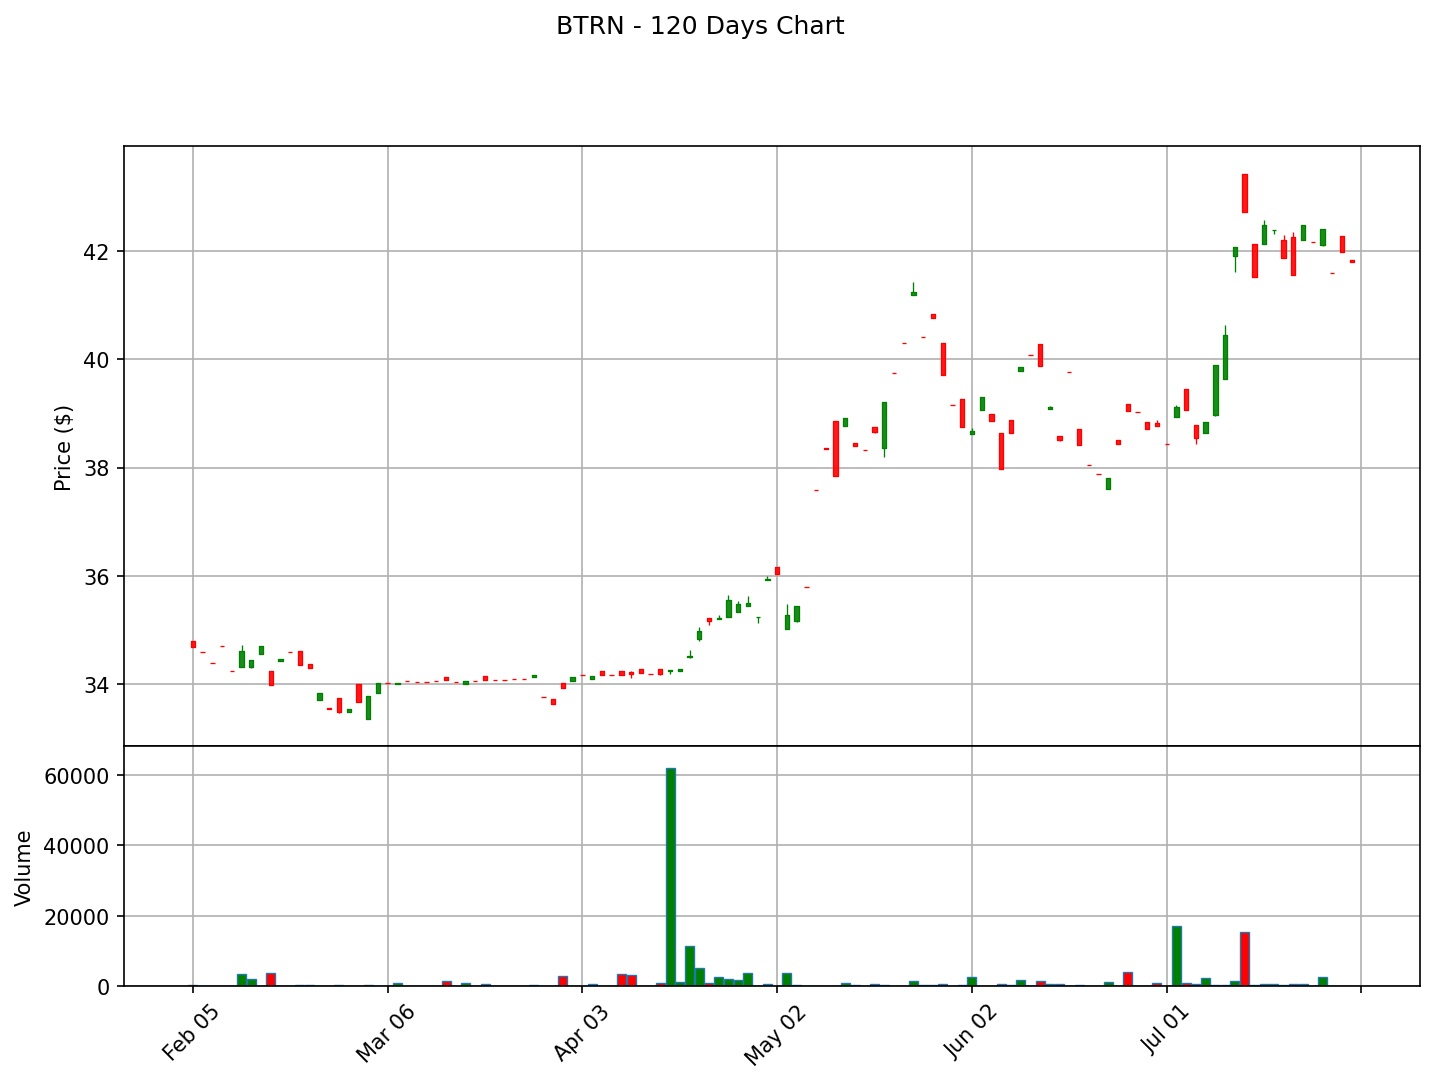 BTRN - 120 Days Chart
Price ($)
42
40
38
36
34
Volume
60000
40000
20000
0
Feb 05
Mar 06
Apr 03
May 02
Jun 02
Jul 01